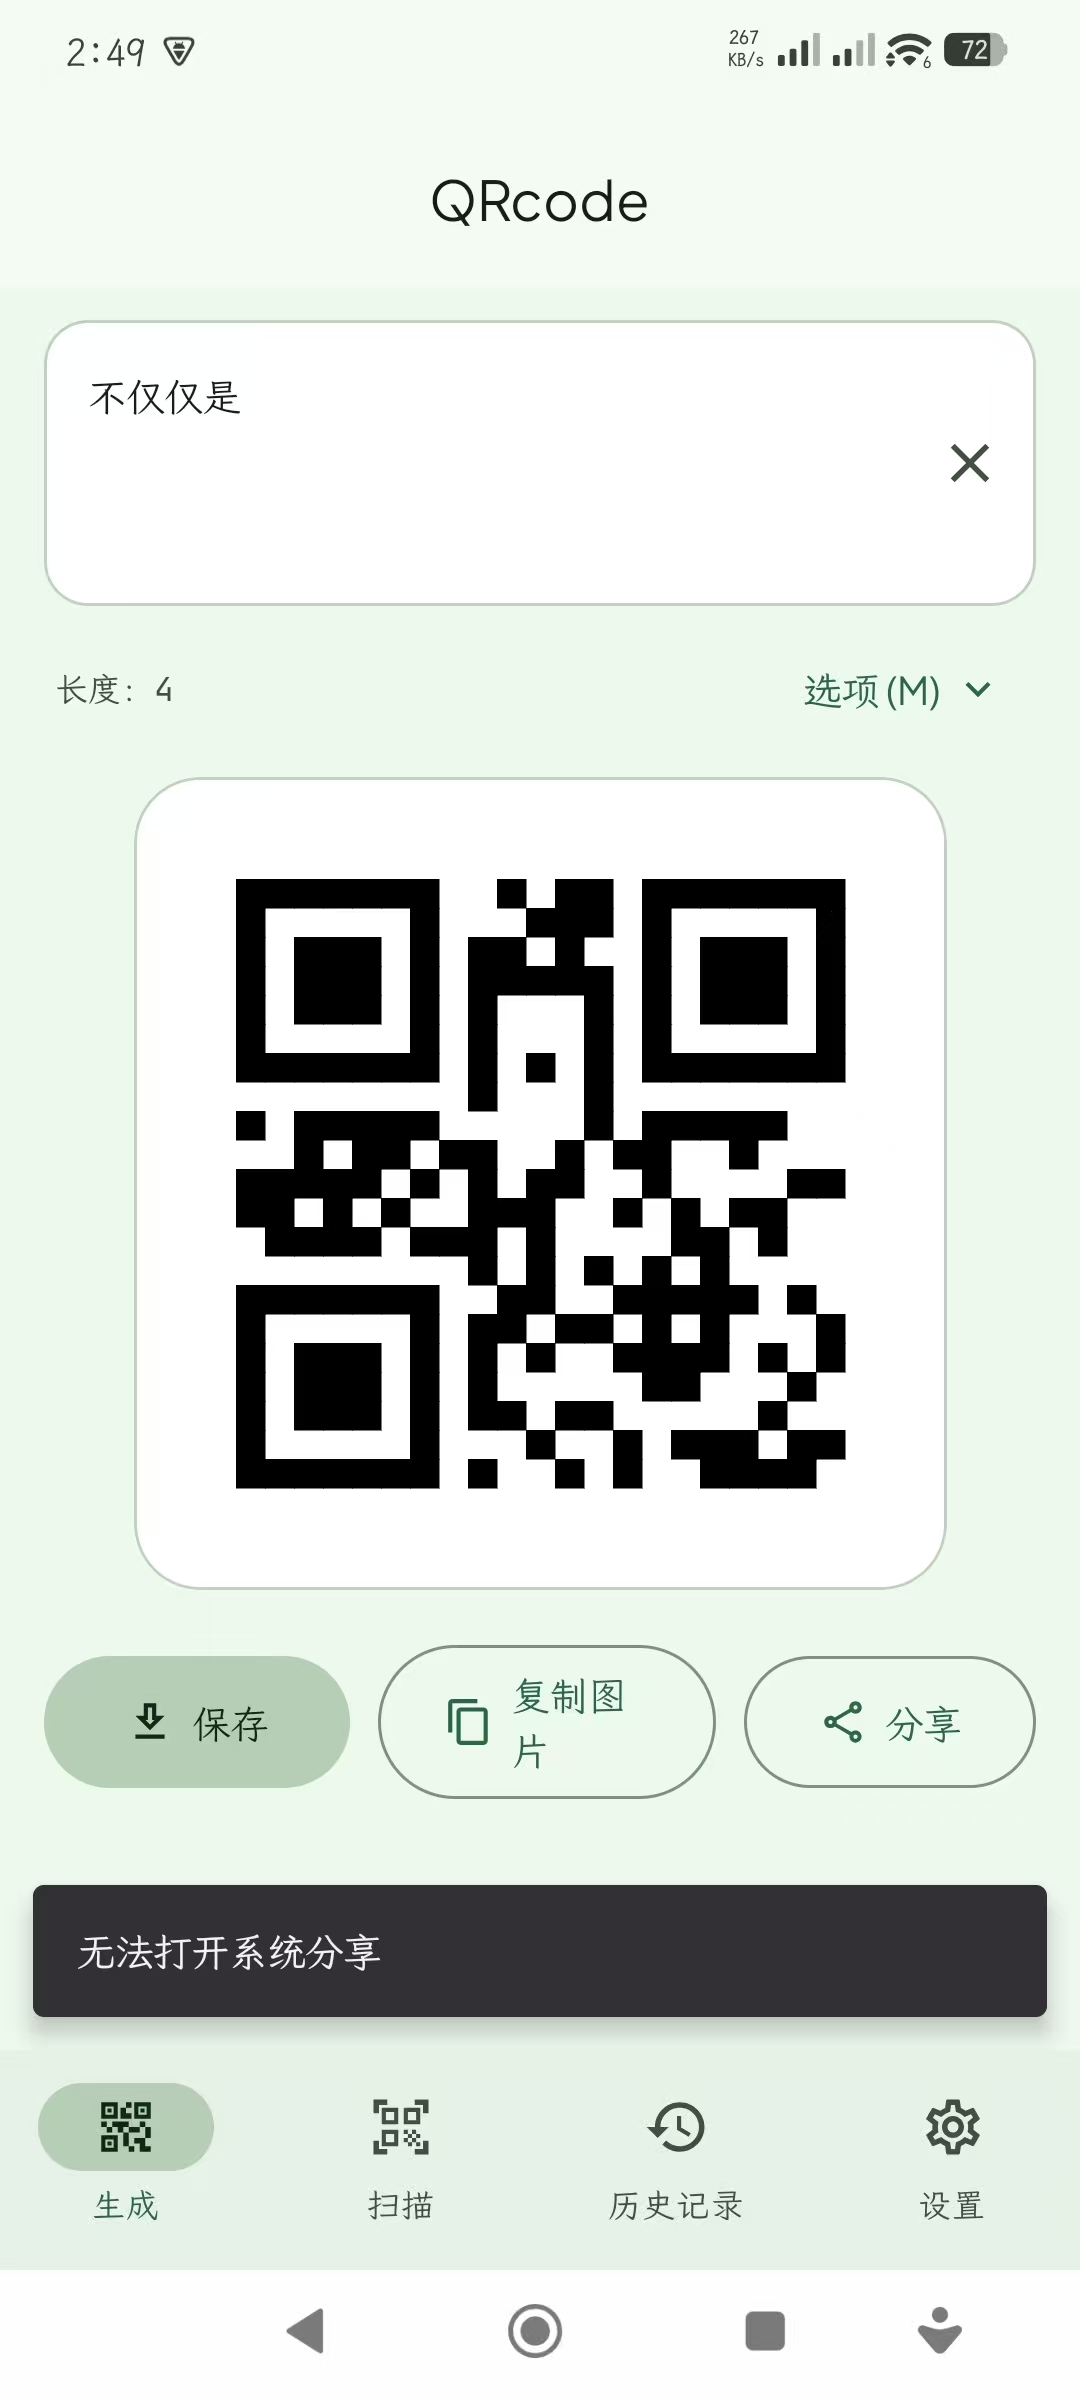 2:49
267
KB/s
6
72
QRcode
不仅仅是
长度：4
选项(M)
保存
复制图
片
分享
无法打开系统分享
生成
扫描
历史记录
设置